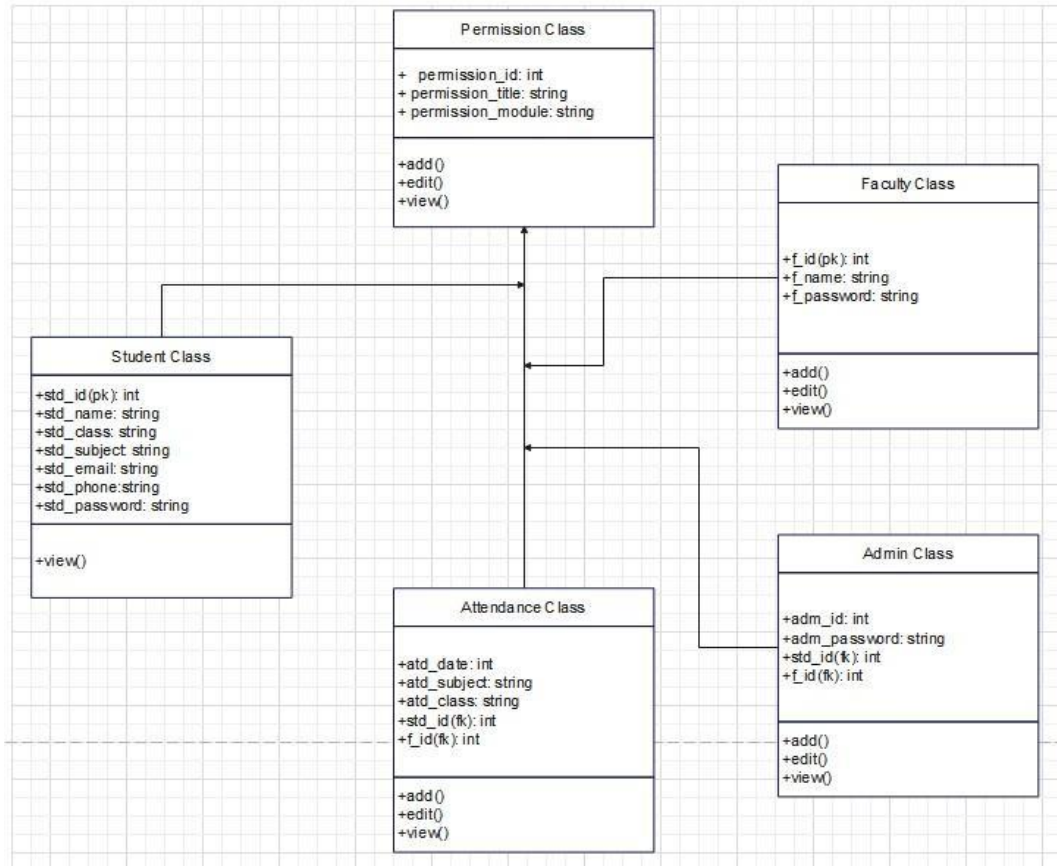 Permission Class
+ permission_id: int
+ permission_title: string
+ permission_module: string
+add()
+edit()
+view()
Faculty Class
+f_id(pk): int
+f_name: string
+f_password: string
+add()
+edit()
+view()
Student Class
+std_id(pk): int
+std_name: string
+std_class: string
+std_subject: string
+std_email: string
+std_phone:string
+std_password: string
+view()
Attendance Class
+atd_date: int
+atd_subject: string
+atd_class: string
+std_id(fk): int
+f_id(fk): int
+add()
+edit()
+view()
Admin Class
+adm_id: int
+adm_password: string
+std_id(fk): int
+f_id(fk): int
+add()
+edit()
+view()